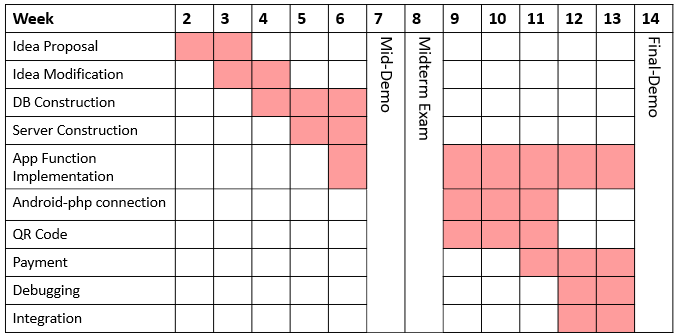 Week 2 3 4 5 6 7 8 9 10 11 12 13 14
Idea Proposal
Idea Modification
DB Construction
Server Construction
App Function
Implementation
Android-php connection
QR Code
Payment
Debugging
Integration
Mid-Demo
Midterm Exam
Final-Demo